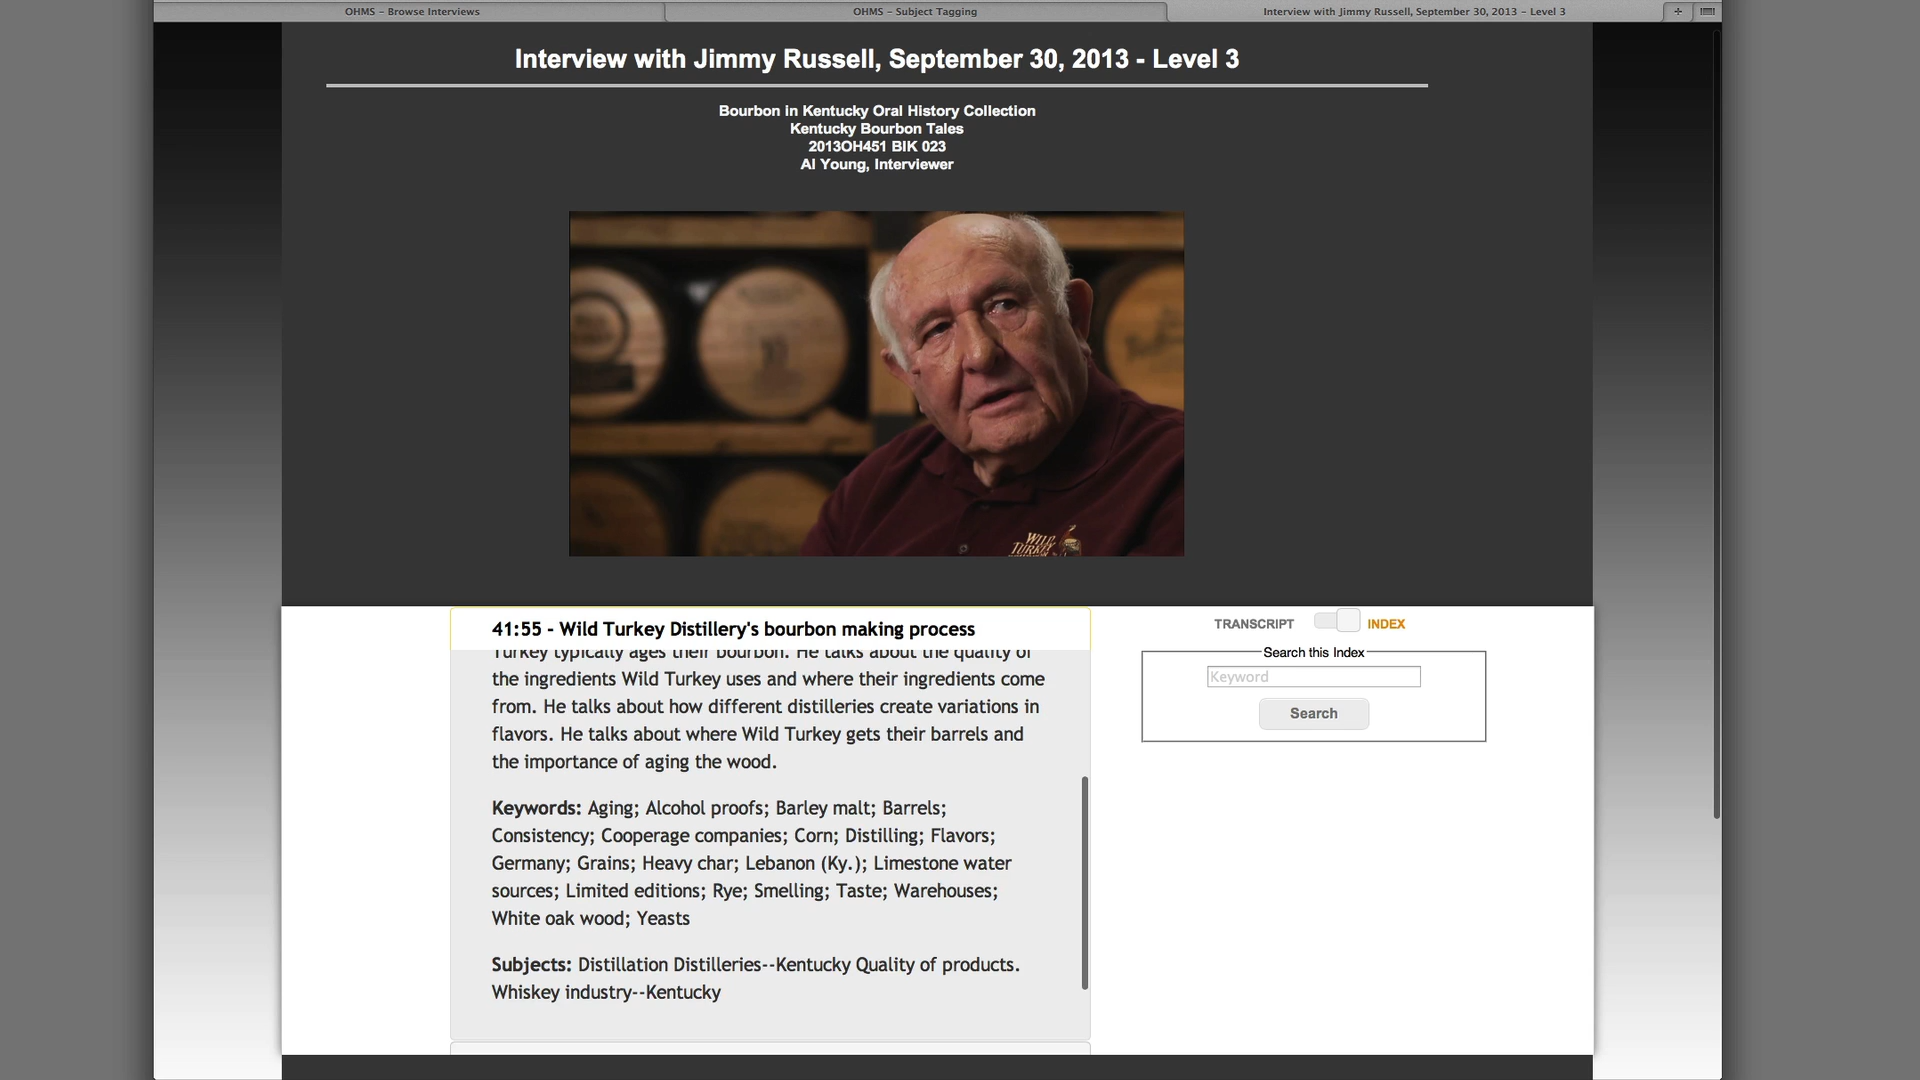 OHMS – Browse Interviews
OHMS – Subject Tagging
Interview with Jimmy Russell, September 30, 2013 – Level 3
Interview with Jimmy Russell, September 30, 2013 - Level 3
Bourbon in Kentucky Oral History Collection
Kentucky Bourbon Tales
2013OH451 BIK 023
Al Young, Interviewer
WILD
TURKEY
41:55 - Wild Turkey Distillery's bourbon making process
Turkey typically ages their bourbon. He talks about the quality of
the ingredients Wild Turkey uses and where their ingredients come
from. He talks about how different distilleries create variations in
flavors. He talks about where Wild Turkey gets their barrels and
the importance of aging the wood.
Keywords: Aging; Alcohol proofs; Barley malt; Barrels;
Consistency; Cooperage companies; Corn; Distilling; Flavors;
Germany; Grains; Heavy char; Lebanon (Ky.); Limestone water
sources; Limited editions; Rye; Smelling; Taste; Warehouses;
White oak wood; Yeasts
Subjects: Distillation Distilleries--Kentucky Quality of products.
Whiskey industry--Kentucky
TRANSCRIPT INDEX
Search this Index
Keyword
Search